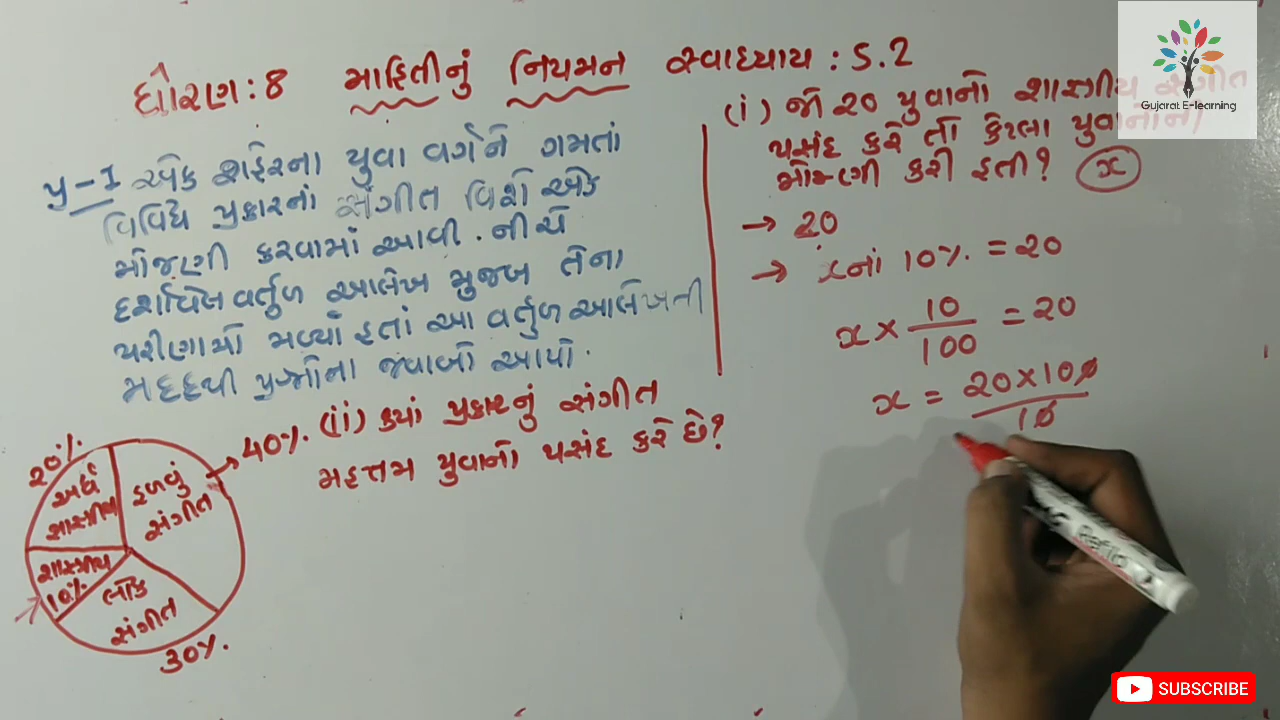 ધોરણ : 8 માહિતીનું નિયમન સ્વાધ્યાય : 5.2
પ્ર-1 એક શહેરના યુવા વર્ગને ગમતાં
વિવિધ પ્રકારનાં સંગીત વિશે એક
મોજણી કરવામાં આવી. નીચે
દર્શાવેલ વર્તુળ આલેખ મુજબ તેના
પરીણામો મળ્યાં હતાં આ વર્તુળ આલેખની
મદદથી પ્રશ્નોના જવાબો આપો.
(ii) ક્યાં પ્રકારનું સંગીત
મહત્તમ યુવાનો પસંદ કરે છે?
20%
40%.
અર્ધ
શાસ્ત્રીય
હળવું
સંગીત
શાસ્ત્રીય
10%
લોક
સંગીત
30%.
(i) જો 20 યુવાનો શાસ્ત્રીય સંગીત
પસંદ કરે તો કેટલા યુવાનોની
મોજણી કરી હતી? x
→ 20
→ xનાં 10%. = 20
x × 10/100 = 20
x = 20×100/10
Gujarat E-learning
Reflo
SUBSCRIBE